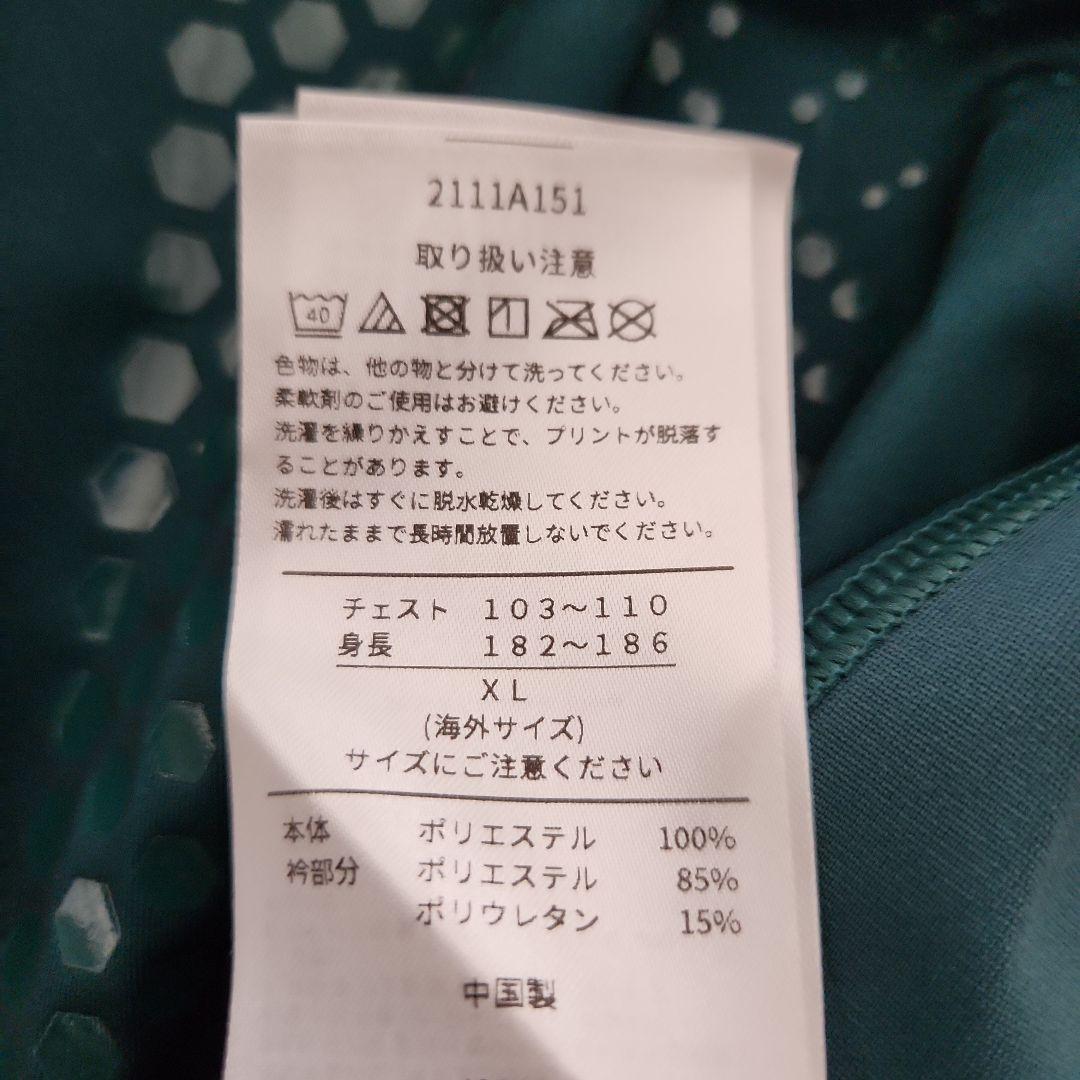 2111A151
取り扱い注意
40
色物は、他の物と分けて洗ってください。
柔軟剤のご使用はお避けください。
洗濯を繰りかえすことで、プリントが脱落す
ることがあります。
洗濯後はすぐに脱水乾燥してください。
濡れたままで長時間放置しないでください。
チェスト 103〜110
身長 182〜186
XL
(海外サイズ)
サイズにご注意ください
本体 ポリエステル 100%
衿部分 ポリエステル 85%
ポリウレタン 15%
中国製